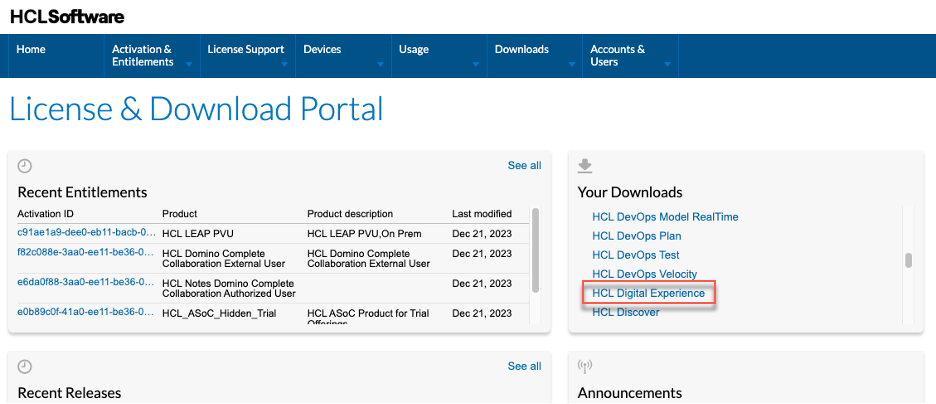 HCLSoftware
Home
Activation &
Entitlements
License Support
Devices
Usage
Downloads
Accounts &
Users
License & Download Portal
See all
Recent Entitlements
Activation ID Product Product description Last modified
c91ae1a9-dee0-eb11-bacb-0... HCL LEAP PVU HCL LEAP PVU,On Prem Dec 21, 2023
f82c088e-3aa0-ee11-be36-0... HCL Domino Complete HCL Domino Complete Dec 21, 2023
Collaboration External User Collaboration External User
e6da0f88-3aa0-ee11-be36-0... HCL Notes Domino Complete Dec 21, 2023
Collaboration Authorized User
e0b89c0f-41a0-ee11-be36-0... HCL_ASoC_Hidden_Trial HCL ASoC Product for Trial Dec 21, 2023
Offerings
Your Downloads
HCL DevOps Model RealTime
HCL DevOps Plan
HCL DevOps Test
HCL DevOps Velocity
HCL Digital Experience
HCL Discover
See all
Recent Releases
Announcements